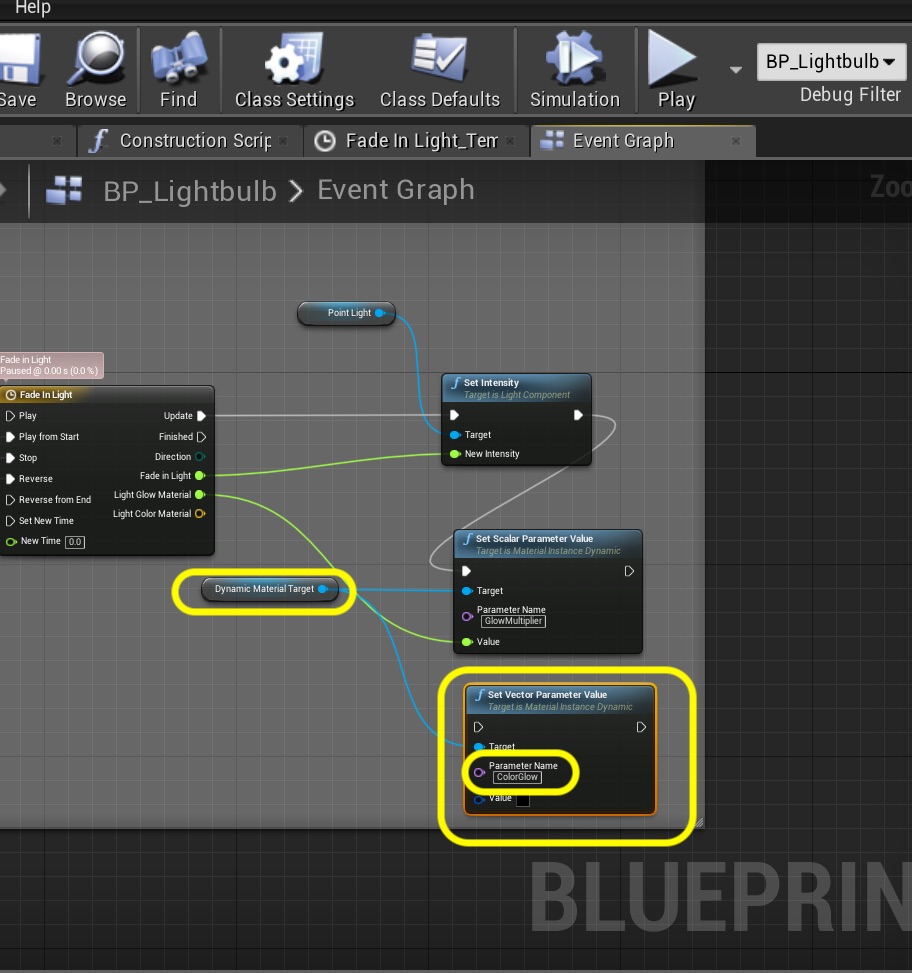 Help
Save
Browse
Find
Class Settings
Class Defaults
Simulation
Play
BP_Lightbulb
Debug Filter
Construction Scrip
Fade In Light_Tem
Event Graph
BP_Lightbulb > Event Graph
Zoo
Point Light
Fade in Light
Paused @ 0.00 s (0.0 %)
Fade In Light
Play
Update
Play from Start
Finished
Stop
Direction
Reverse
Fade in Light
Reverse from End
Light Glow Material
Set New Time
Light Color Material
New Time 0.0
Set Intensity
Target is Light Component
Target
New Intensity
Set Scalar Parameter Value
Target is Material Instance Dynamic
Target
Parameter Name
GlowMultiplier
Value
Dynamic Material Target
Set Vector Parameter Value
Target is Material Instance Dynamic
Target
Parameter Name
ColorGlow
Value
BLUEPRIN